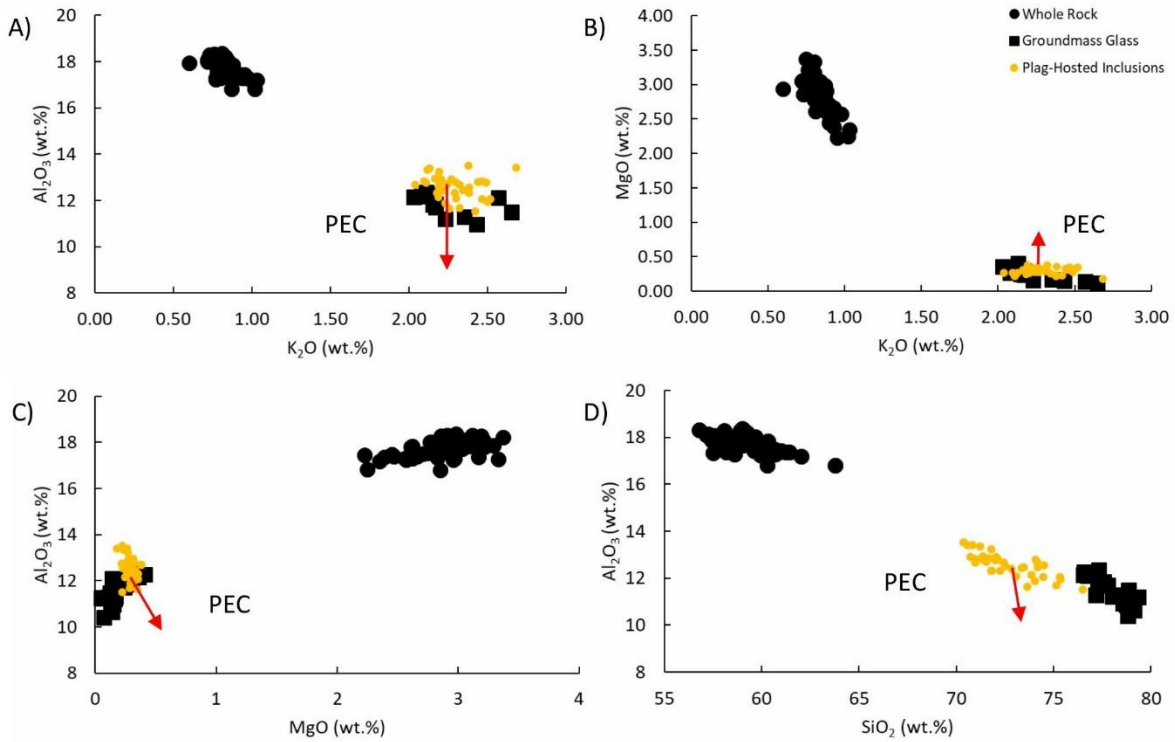 A)
20
18
16
14
12
10
8
Al₂O₃ (wt.%)
PEC
0.00 0.50 1.00 1.50 2.00 2.50 3.00
K₂O (wt.%)
B)
4.00
3.50
3.00
2.50
2.00
1.50
1.00
0.50
0.00
MgO (wt.%)
Whole Rock
Groundmass Glass
Plag-Hosted Inclusions
PEC
0.00 0.50 1.00 1.50 2.00 2.50 3.00
K₂O (wt.%)
C)
20
18
16
14
12
10
8
Al₂O₃ (wt.%)
PEC
0 1 2 3 4
MgO (wt.%)
D)
20
18
16
14
12
10
8
Al₂O₃ (wt.%)
PEC
55 60 65 70 75 80
SiO₂ (wt.%)